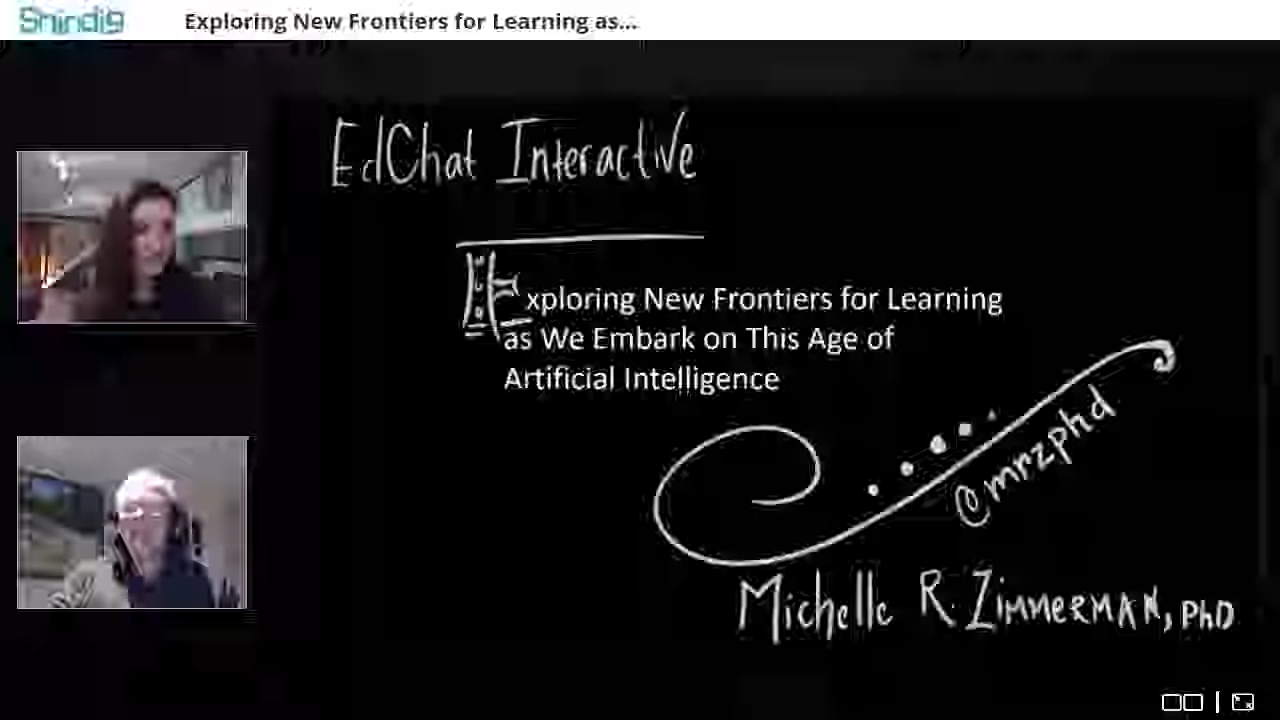 Shindig
Exploring New Frontiers for Learning as...
EdChat Interactive
Exploring New Frontiers for Learning
as We Embark on This Age of
Artificial Intelligence
@mrzphd
Michelle R. Zimmerman, PhD